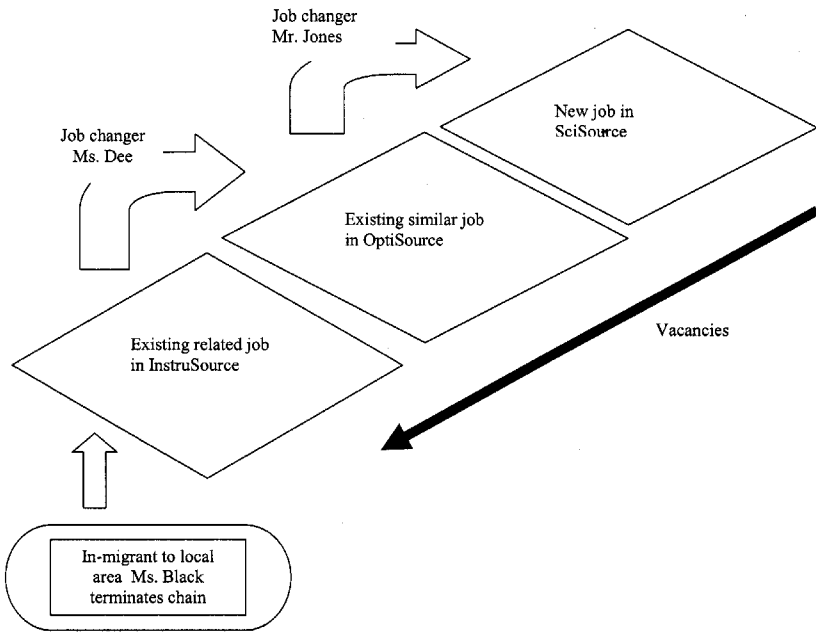 Job changer
Mr. Jones
New job in
SciSource
Job changer
Ms. Dee
Existing similar job
in OptiSource
Vacancies
Existing related job
in InstruSource
In-migrant to local
area Ms. Black
terminates chain